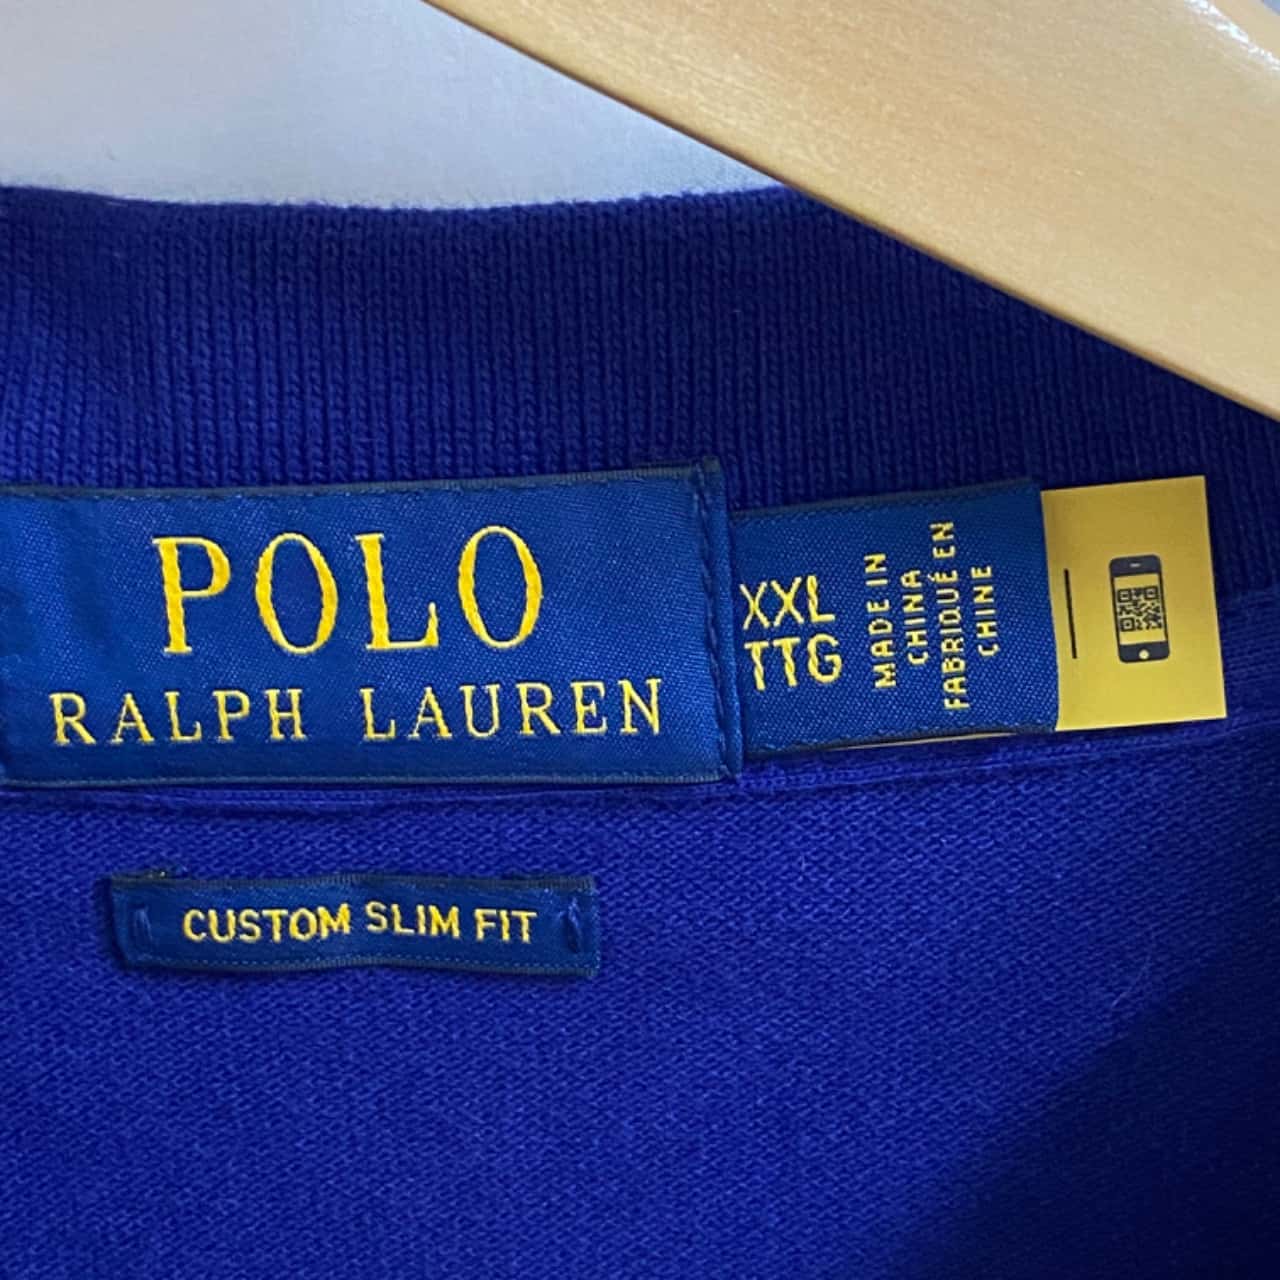 POLO
RALPH LAUREN
XXL
TTG
MADE IN
CHINA
FABRIQUÉ EN
CHINE
CUSTOM SLIM FIT